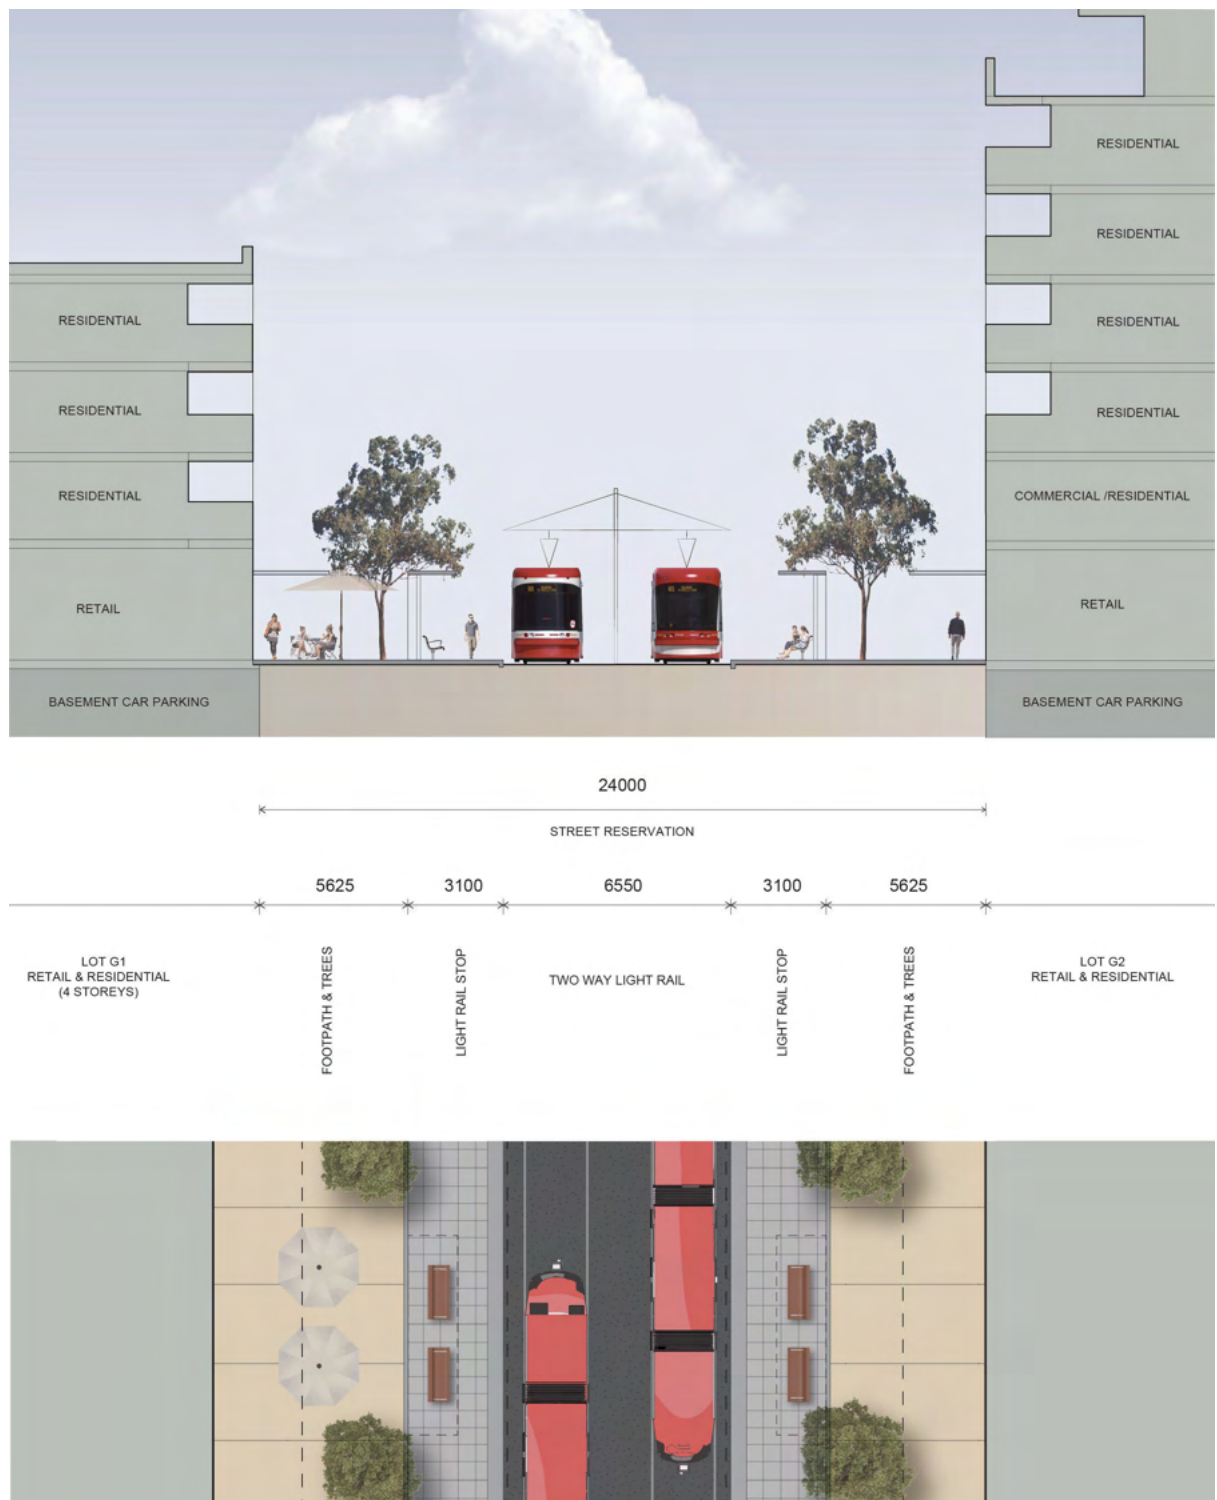 RESIDENTIAL
RESIDENTIAL
RESIDENTIAL
RESIDENTIAL
RESIDENTIAL
RESIDENTIAL
RESIDENTIAL
RESIDENTIAL
COMMERCIAL /RESIDENTIAL
RETAIL
RETAIL
BASEMENT CAR PARKING
BASEMENT CAR PARKING
24000
STREET RESERVATION
5625
3100
6550
3100
5625
LOT G1
RETAIL & RESIDENTIAL
(4 STOREYS)
FOOTPATH & TREES
LIGHT RAIL STOP
TWO WAY LIGHT RAIL
LIGHT RAIL STOP
FOOTPATH & TREES
LOT G2
RETAIL & RESIDENTIAL